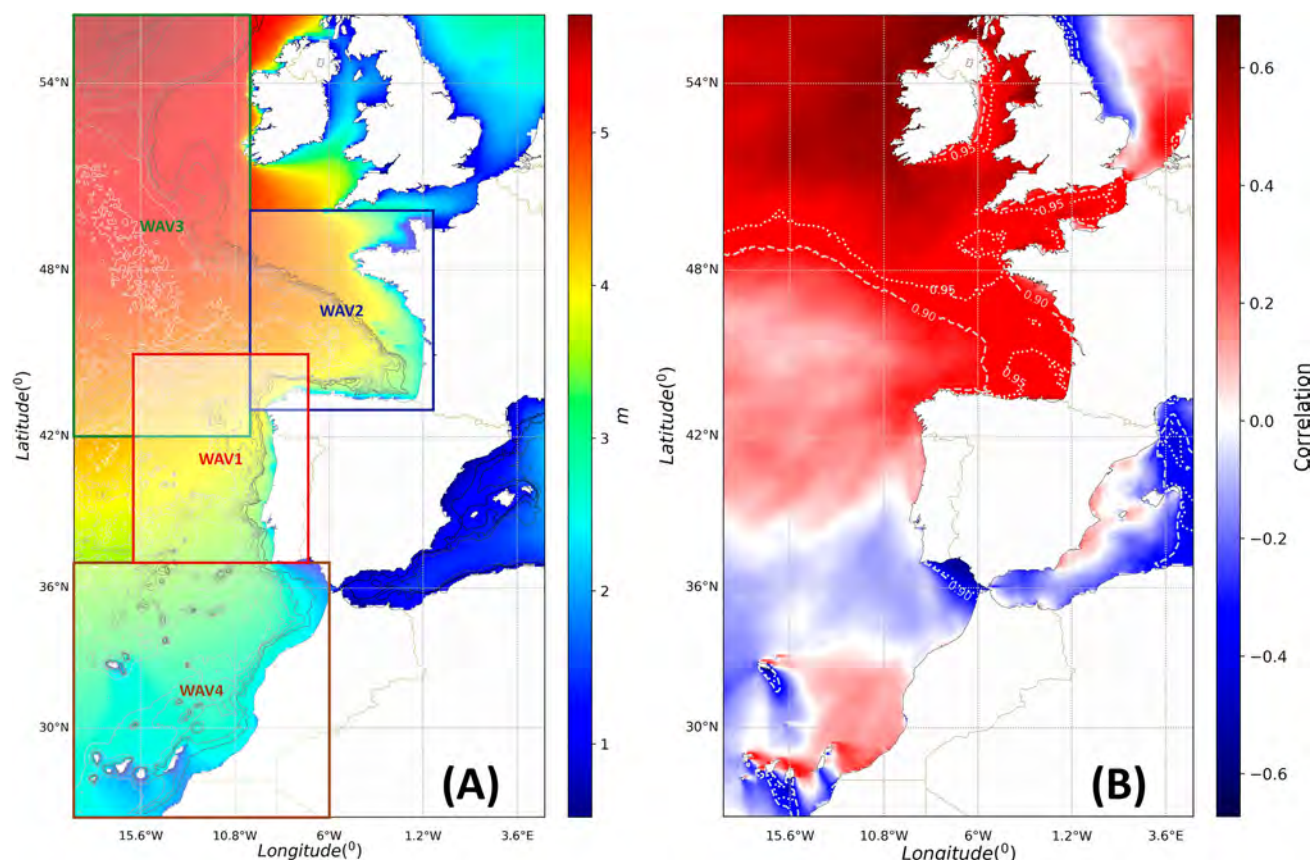 54°N
48°N
42°N
36°N
30°N
Latitude(⁰)
15.6°W
10.8°W
6°W
1.2°W
3.6°E
Longitude(⁰)
WAV3
WAV2
WAV1
WAV4
(A)
5
4
3
2
1
m
54°N
48°N
42°N
36°N
30°N
Latitude(⁰)
15.6°W
10.8°W
6°W
1.2°W
3.6°E
Longitude(⁰)
0.95
0.95
0.95
0.90
0.90
0.95
0.90
(B)
0.6
0.4
0.2
0.0
−0.2
−0.4
−0.6
Correlation